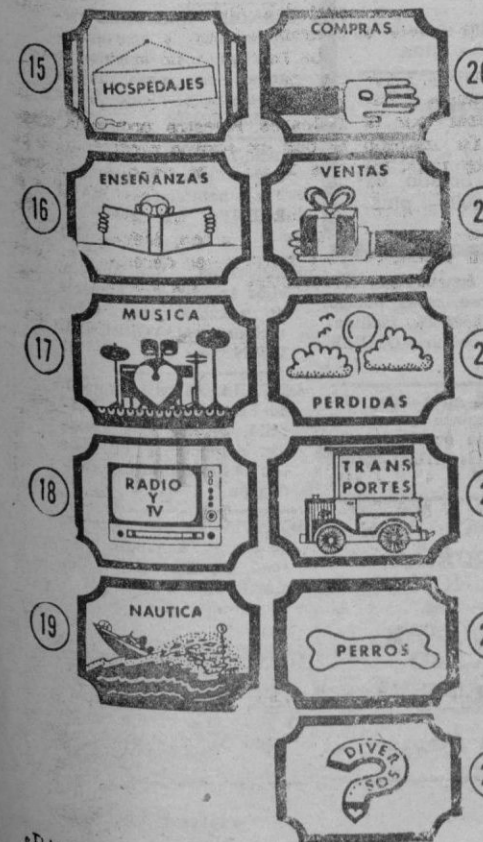 15
HOSPEDAJES
16
ENSEÑANZAS
17
MUSICA
18
RADIO
Y
TV
19
NAUTICA
COMPRAS
VENTAS
PERDIDAS
TRANS
PORTES
PERROS
DIVER
SOS